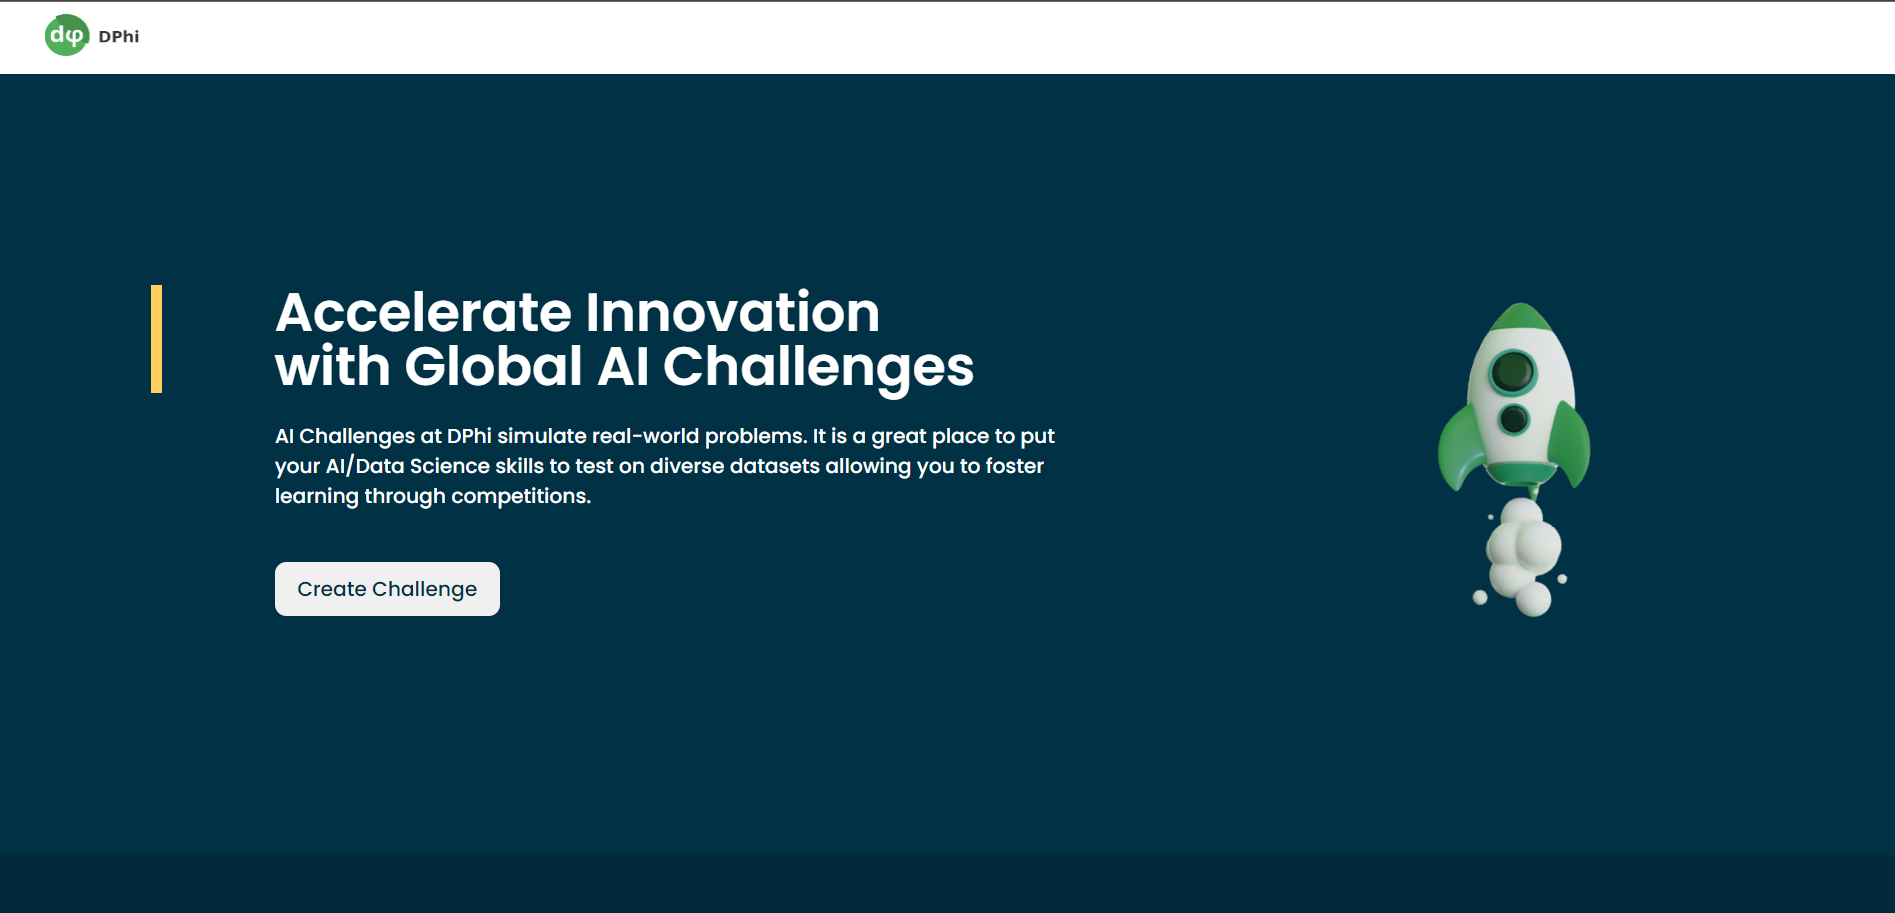 dφ DPhi
Accelerate Innovation
with Global AI Challenges
AI Challenges at DPhi simulate real-world problems. It is a great place to put
your AI/Data Science skills to test on diverse datasets allowing you to foster
learning through competitions.
Create Challenge